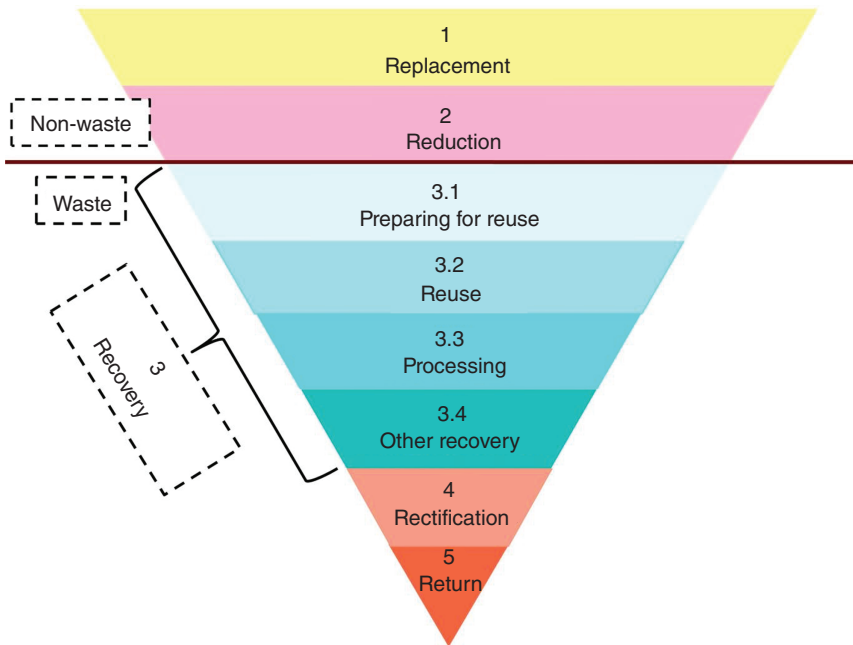 1
Replacement
Non-waste
2
Reduction
Waste
3.1
Preparing for reuse
3.2
Reuse
3
Recovery
3.3
Processing
3.4
Other recovery
4
Rectification
5
Return